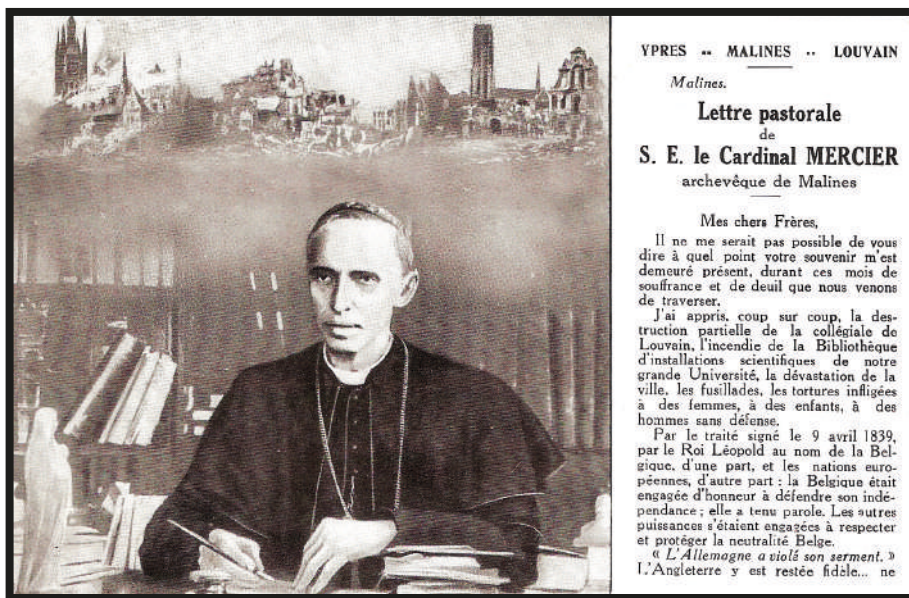 YPRES -- MALINES -- LOUVAIN
Malines.
Lettre pastorale
de
S. E. le Cardinal MERCIER
archevêque de Malines
Mes chers Frères,
Il ne me serait pas possible de vous
dire à quel point votre souvenir m'est
demeuré présent, durant ces mois de
souffrance et de deuil que nous venons
de traverser.
J'ai appris, coup sur coup, la des-
truction partielle de la collégiale de
Louvain, l'incendie de la Bibliothèque
d'installations scientifiques de notre
grande Université, la dévastation de la
ville, les fusillades, les tortures infligées
à des femmes, à des enfants, à des
hommes sans défense.
Par le traité signé le 9 avril 1839,
par le Roi Léopold au nom de la Bel-
gique, d'une part, et les nations euro-
péennes, d'autre part : la Belgique était
engagée d'honneur à défendre son indé-
pendance ; elle a tenu parole. Les autres
puissances s'étaient engagées à respecter
et protéger la neutralité Belge.
« L'Allemagne a violé son serment. »
L'Angleterre y est restée fidèle... ne